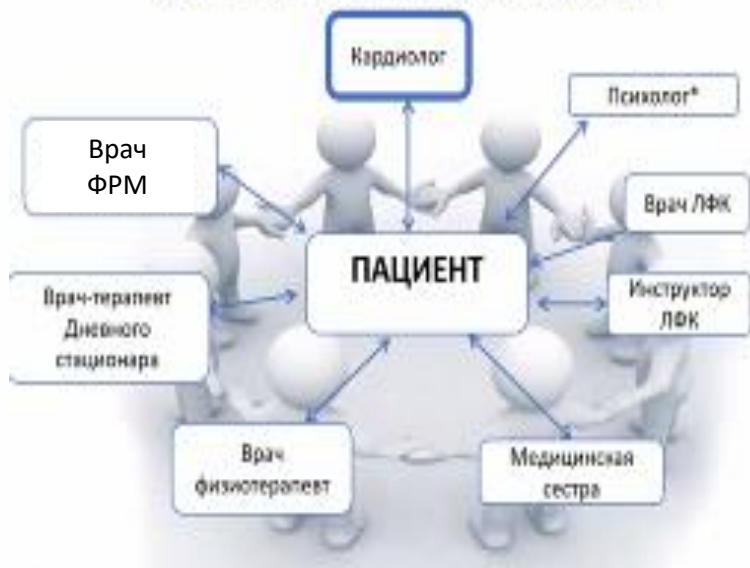 Кардиолог
Психолог*
Врач
ФРМ
Врач ЛФК
ПАЦИЕНТ
Врач-терапевт
Дневного
стационара
Инструктор
ЛФК
Врач
физиотерапевт
Медицинская
сестра